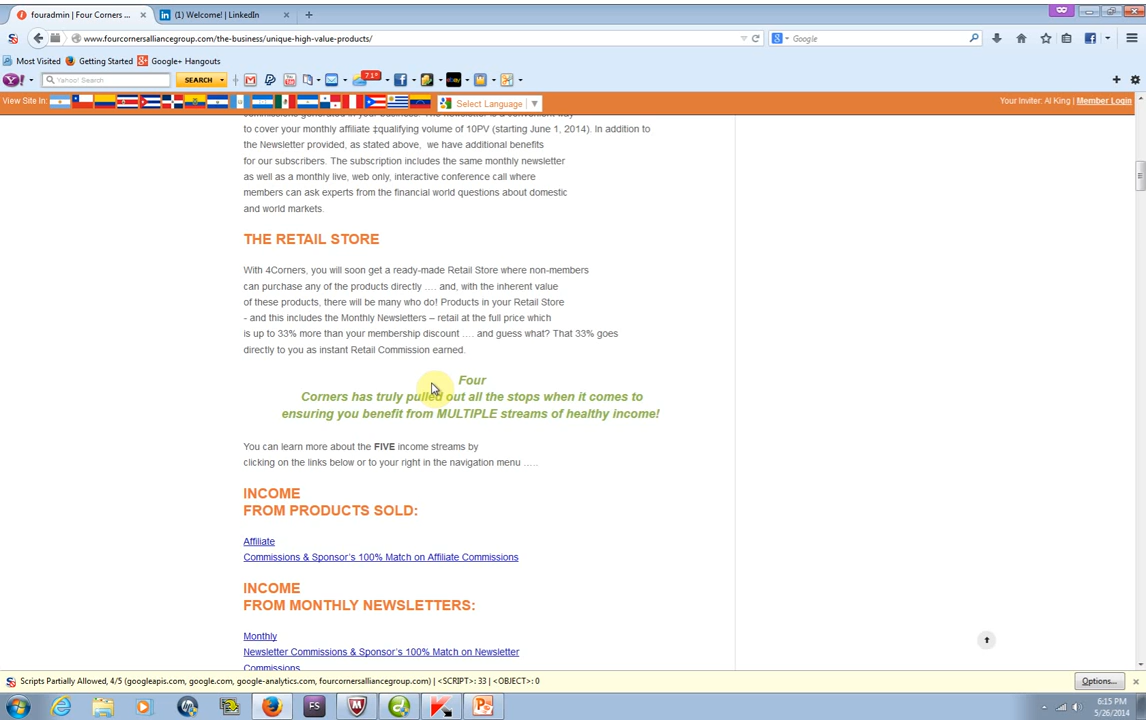 fouradmin | Four Corners ...
(1) Welcome! | LinkedIn
www.fourcornersalliancegroup.com/the-business/unique-high-value-products/
Google
Most Visited Getting Started Google+ Hangouts
Yahoo! Search SEARCH 71°
View Site In: Select Language Your Inviter: Al King | Member Login
to cover your monthly affiliate ‡qualifying volume of 10PV (starting June 1, 2014). In addition to
the Newsletter provided, as stated above, we have additional benefits
for our subscribers. The subscription includes the same monthly newsletter
as well as a monthly live, web only, interactive conference call where
members can ask experts from the financial world questions about domestic
and world markets.
THE RETAIL STORE
With 4Corners, you will soon get a ready-made Retail Store where non-members
can purchase any of the products directly …. and, with the inherent value
of these products, there will be many who do! Products in your Retail Store
- and this includes the Monthly Newsletters – retail at the full price which
is up to 33% more than your membership discount …. and guess what? That 33% goes
directly to you as instant Retail Commission earned.
Four
Corners has truly pulled out all the stops when it comes to
ensuring you benefit from MULTIPLE streams of healthy income!
You can learn more about the FIVE income streams by
clicking on the links below or to your right in the navigation menu …..
INCOME
FROM PRODUCTS SOLD:
Affiliate
Commissions & Sponsor's 100% Match on Affiliate Commissions
INCOME
FROM MONTHLY NEWSLETTERS:
Monthly
Newsletter Commissions & Sponsor's 100% Match on Newsletter
Commissions
Scripts Partially Allowed, 4/5 (googleapis.com, google.com, google-analytics.com, fourcornersalliancegroup.com) | <SCRIPT>: 33 | <OBJECT>: 0
Options...
FS
6:15 PM
5/26/2014